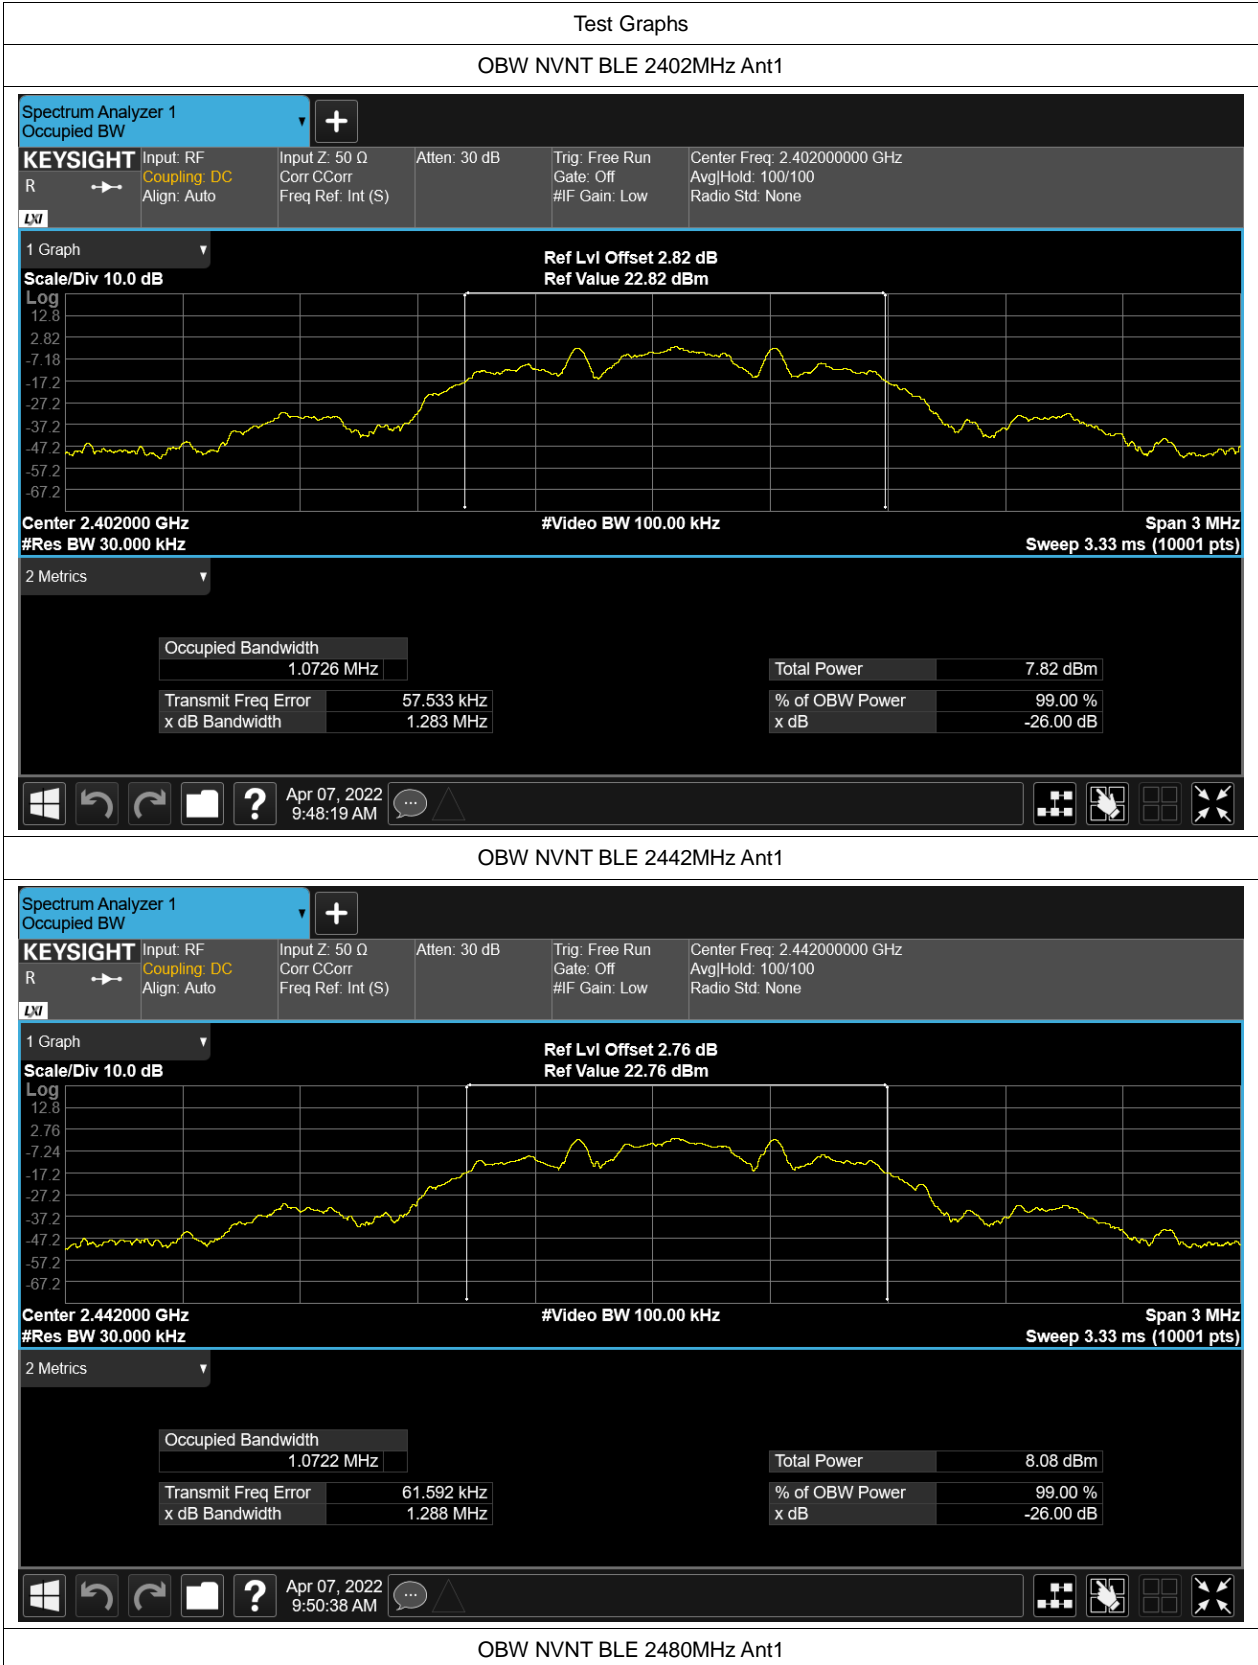 Test Graphs
OBW NVNT BLE 2402MHz Ant1
Spectrum Analyzer 1
Occupied BW
KEYSIGHT Input: RF Input Z: 50 Ω Atten: 30 dB Trig: Free Run Center Freq: 2.402000000 GHz
R Coupling: DC Corr CCorr Gate: Off Avg|Hold: 100/100
Align: Auto Freq Ref: Int (S) #IF Gain: Low Radio Std: None
LXI
1 Graph
Ref Lvl Offset 2.82 dB
Scale/Div 10.0 dB Ref Value 22.82 dBm
Log
12.8
2.82
-7.18
-17.2
-27.2
-37.2
-47.2
-57.2
-67.2
Center 2.402000 GHz #Video BW 100.00 kHz Span 3 MHz
#Res BW 30.000 kHz Sweep 3.33 ms (10001 pts)
2 Metrics
Occupied Bandwidth
1.0726 MHz Total Power 7.82 dBm
Transmit Freq Error 57.533 kHz % of OBW Power 99.00 %
x dB Bandwidth 1.283 MHz x dB -26.00 dB
? Apr 07, 2022
9:48:19 AM
OBW NVNT BLE 2442MHz Ant1
Spectrum Analyzer 1
Occupied BW
KEYSIGHT Input: RF Input Z: 50 Ω Atten: 30 dB Trig: Free Run Center Freq: 2.442000000 GHz
R Coupling: DC Corr CCorr Gate: Off Avg|Hold: 100/100
Align: Auto Freq Ref: Int (S) #IF Gain: Low Radio Std: None
LXI
1 Graph
Ref Lvl Offset 2.76 dB
Scale/Div 10.0 dB Ref Value 22.76 dBm
Log
12.8
2.76
-7.24
-17.2
-27.2
-37.2
-47.2
-57.2
-67.2
Center 2.442000 GHz #Video BW 100.00 kHz Span 3 MHz
#Res BW 30.000 kHz Sweep 3.33 ms (10001 pts)
2 Metrics
Occupied Bandwidth
1.0722 MHz Total Power 8.08 dBm
Transmit Freq Error 61.592 kHz % of OBW Power 99.00 %
x dB Bandwidth 1.288 MHz x dB -26.00 dB
? Apr 07, 2022
9:50:38 AM
OBW NVNT BLE 2480MHz Ant1